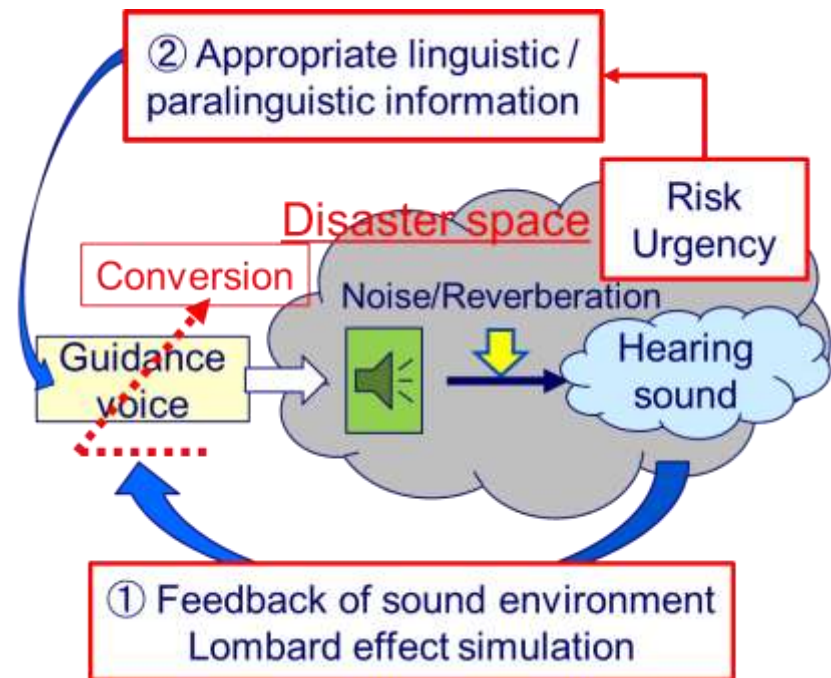 ② Appropriate linguistic /
paralinguistic information
Risk
Urgency
Disaster space
Conversion
Noise/Reverberation
Guidance
voice
Hearing
sound
① Feedback of sound environment
Lombard effect simulation